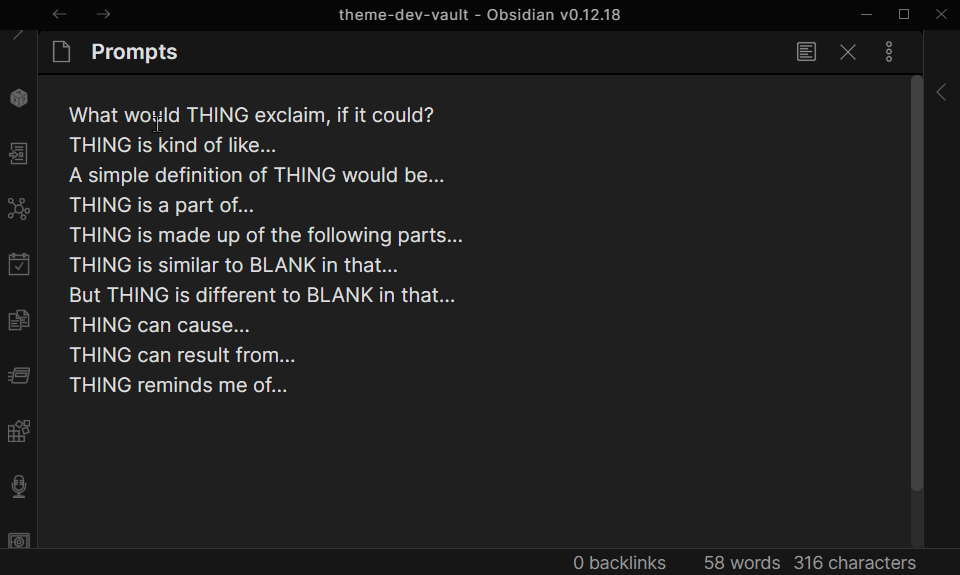 theme-dev-vault - Obsidian v0.12.18
Prompts
What would THING exclaim, if it could?
THING is kind of like...
A simple definition of THING would be...
THING is a part of...
THING is made up of the following parts...
THING is similar to BLANK in that...
But THING is different to BLANK in that...
THING can cause...
THING can result from...
THING reminds me of...
0 backlinks 58 words 316 characters